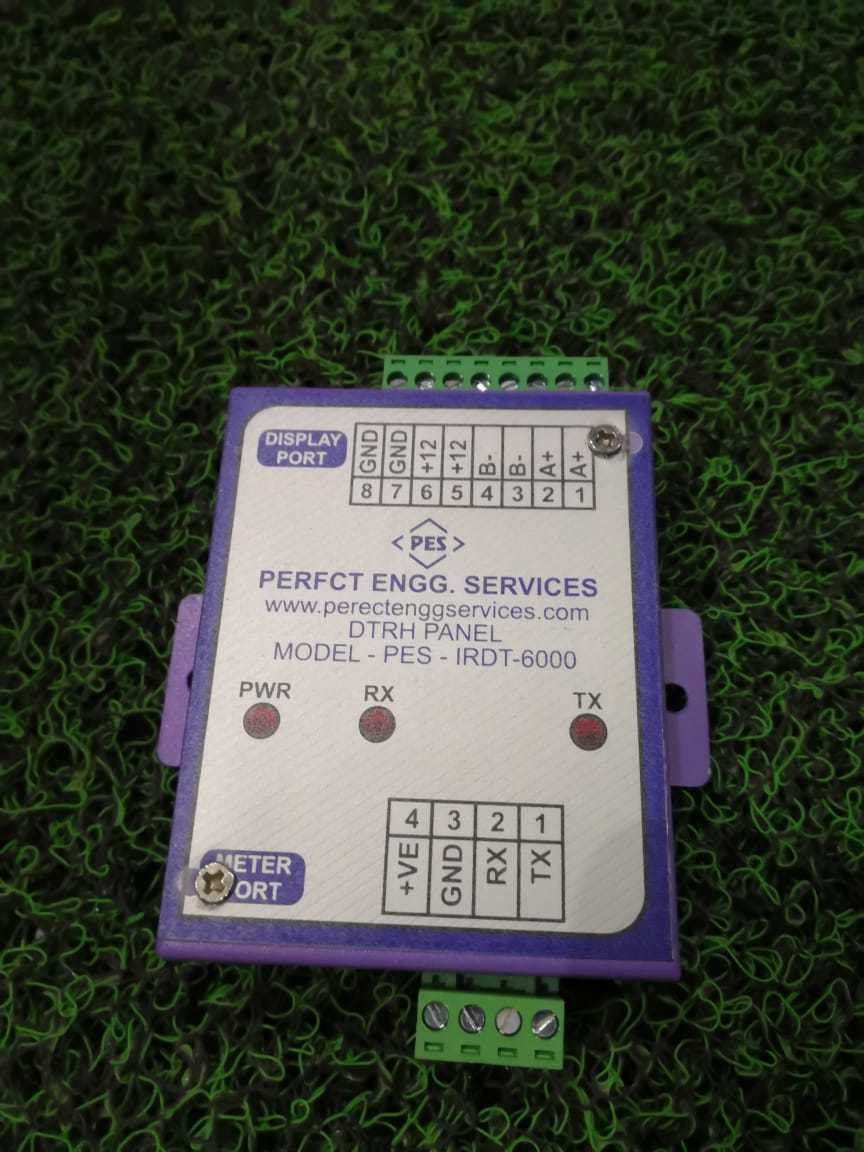 DISPLAY
PORT
GND GND +12 +12 B- B- A+ A+
8 7 6 5 4 3 2 1
PES
PERFCT ENGG. SERVICES
www.perectenggservices.com
DTRH PANEL
MODEL - PES - IRDT-6000
PWR RX TX
4 3 2 1
+VE GND RX TX
METER
PORT